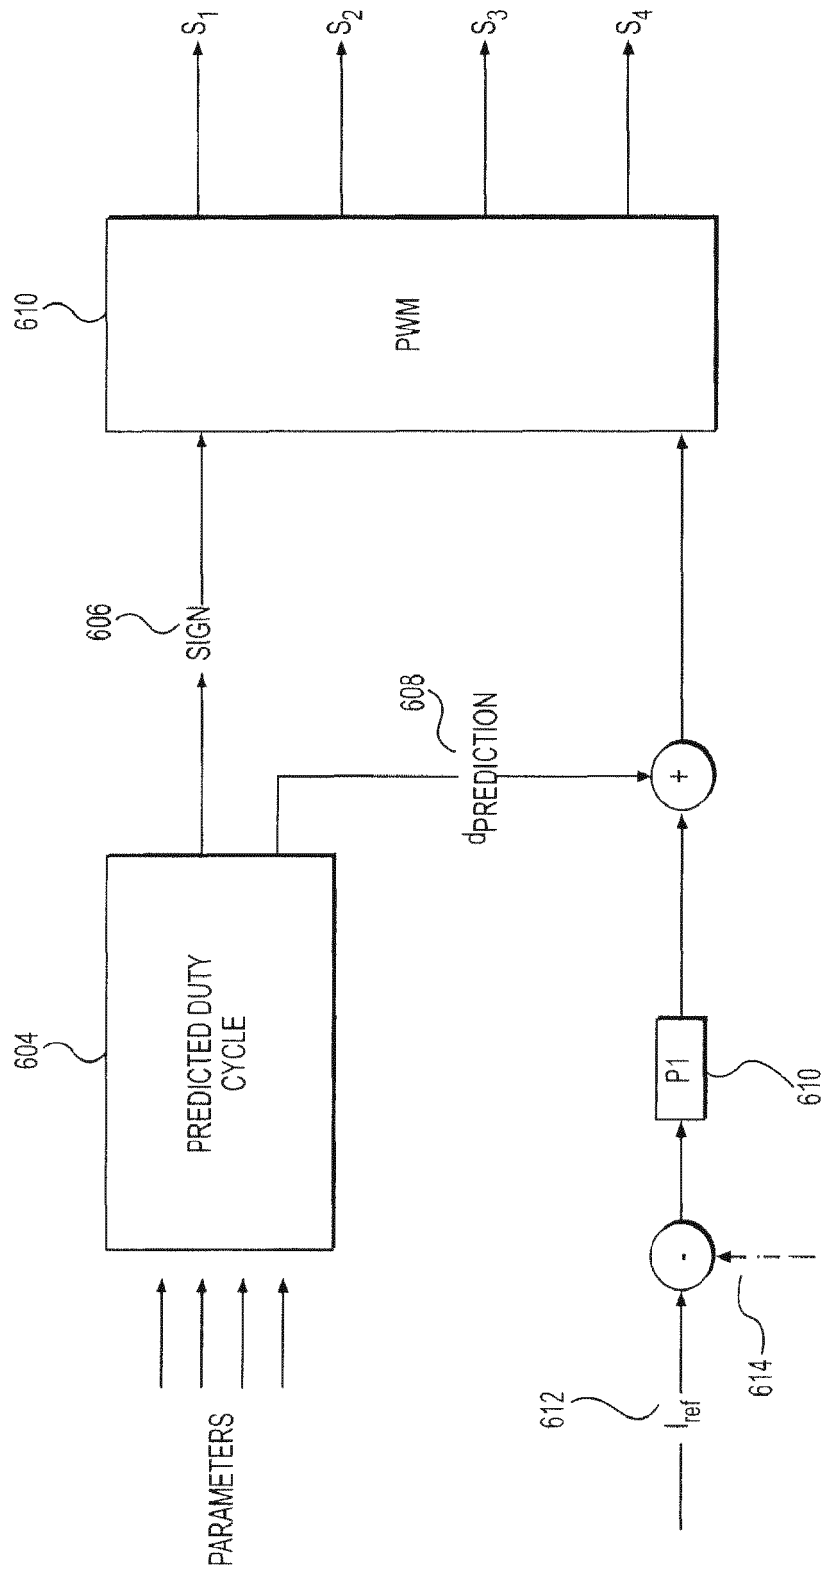 PARAMETERS
604
PREDICTED DUTY
CYCLE
606
SIGN
608
dPREDICTION
610
PWM
S1
S2
S3
S4
612
Iref
614
i l
P1
610
+
-